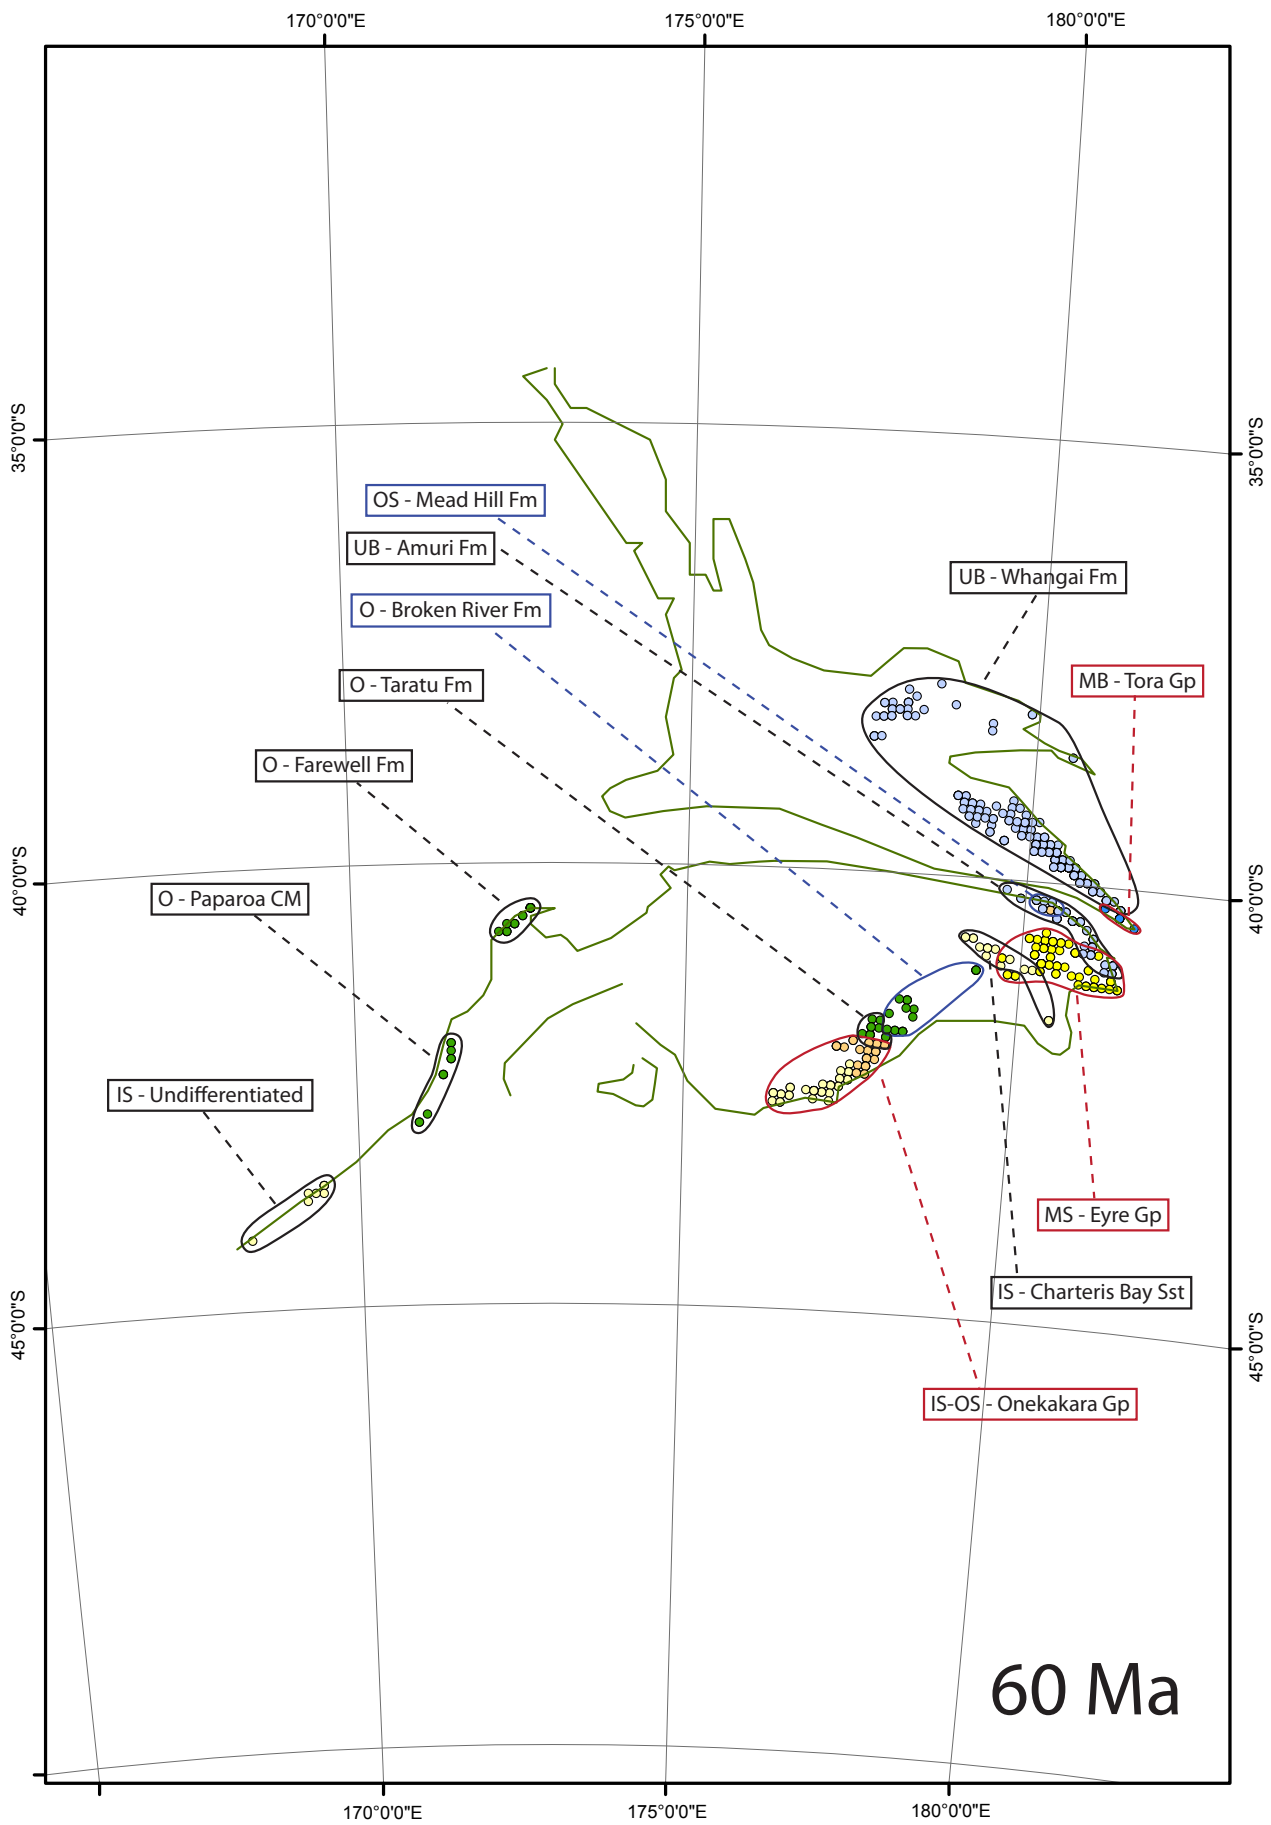 170°0'0"E
175°0'0"E
180°0'0"E
35°0'0"S
35°0'0"S
OS - Mead Hill Fm
UB - Amuri Fm
UB - Whangai Fm
O - Broken River Fm
MB - Tora Gp
O - Taratu Fm
O - Farewell Fm
40°0'0"S
40°0'0"S
O - Paparoa CM
IS - Undifferentiated
MS - Eyre Gp
IS - Charteris Bay Sst
45°0'0"S
45°0'0"S
IS-OS - Onekakara Gp
60 Ma
170°0'0"E
175°0'0"E
180°0'0"E